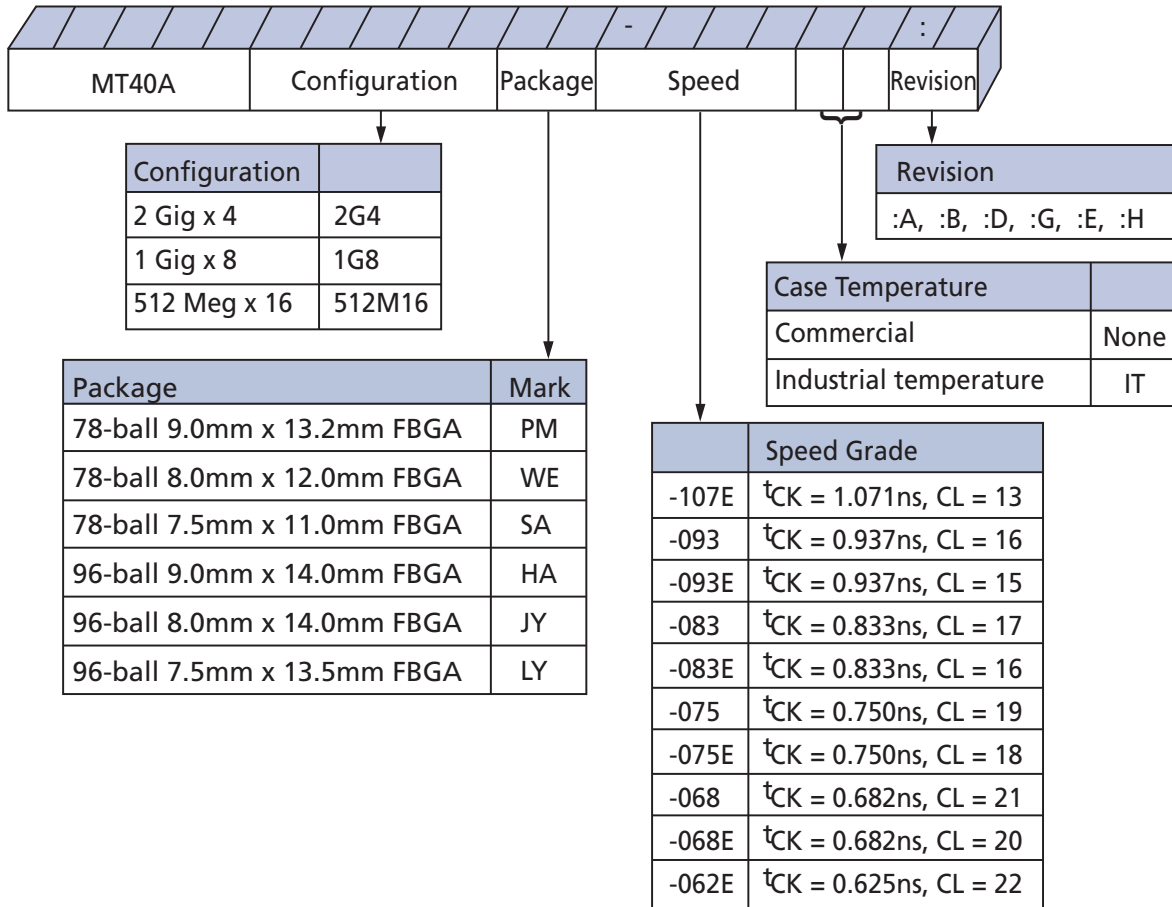 - :
MT40A Configuration Package Speed Revision
Configuration
2 Gig x 4 2G4
1 Gig x 8 1G8
512 Meg x 16 512M16
Package Mark
78-ball 9.0mm x 13.2mm FBGA PM
78-ball 8.0mm x 12.0mm FBGA WE
78-ball 7.5mm x 11.0mm FBGA SA
96-ball 9.0mm x 14.0mm FBGA HA
96-ball 8.0mm x 14.0mm FBGA JY
96-ball 7.5mm x 13.5mm FBGA LY
Revision
:A, :B, :D, :G, :E, :H
Case Temperature
Commercial None
Industrial temperature IT
Speed Grade
-107E tCK = 1.071ns, CL = 13
-093 tCK = 0.937ns, CL = 16
-093E tCK = 0.937ns, CL = 15
-083 tCK = 0.833ns, CL = 17
-083E tCK = 0.833ns, CL = 16
-075 tCK = 0.750ns, CL = 19
-075E tCK = 0.750ns, CL = 18
-068 tCK = 0.682ns, CL = 21
-068E tCK = 0.682ns, CL = 20
-062E tCK = 0.625ns, CL = 22